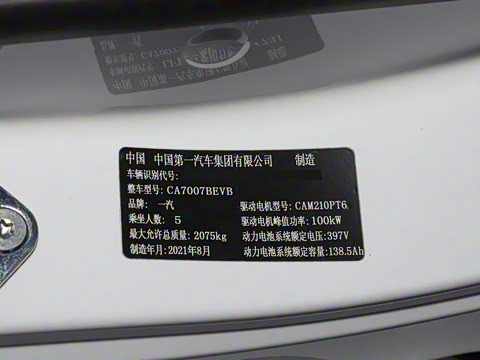 中国 中国第一汽车集团有限公司 制造
车辆识别代号:
整车型号: CA7007BEVB
品牌: 一汽 驱动电机型号: CAM210PT6
乘坐人数: 5 驱动电机峰值功率: 100kW
最大允许总质量: 2075kg 动力电池系统额定电压: 397V
制造年月: 2021年8月 动力电池系统额定容量: 138.5Ah